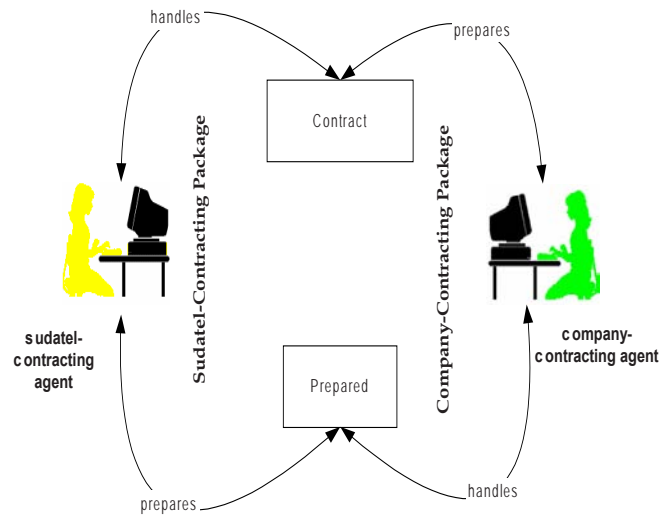 handles
prepares
Contract
Sudatel-Contracting Package
Company-Contracting Package
sudatel-
contracting
agent
company-
contracting agent
Prepared
prepares
handles